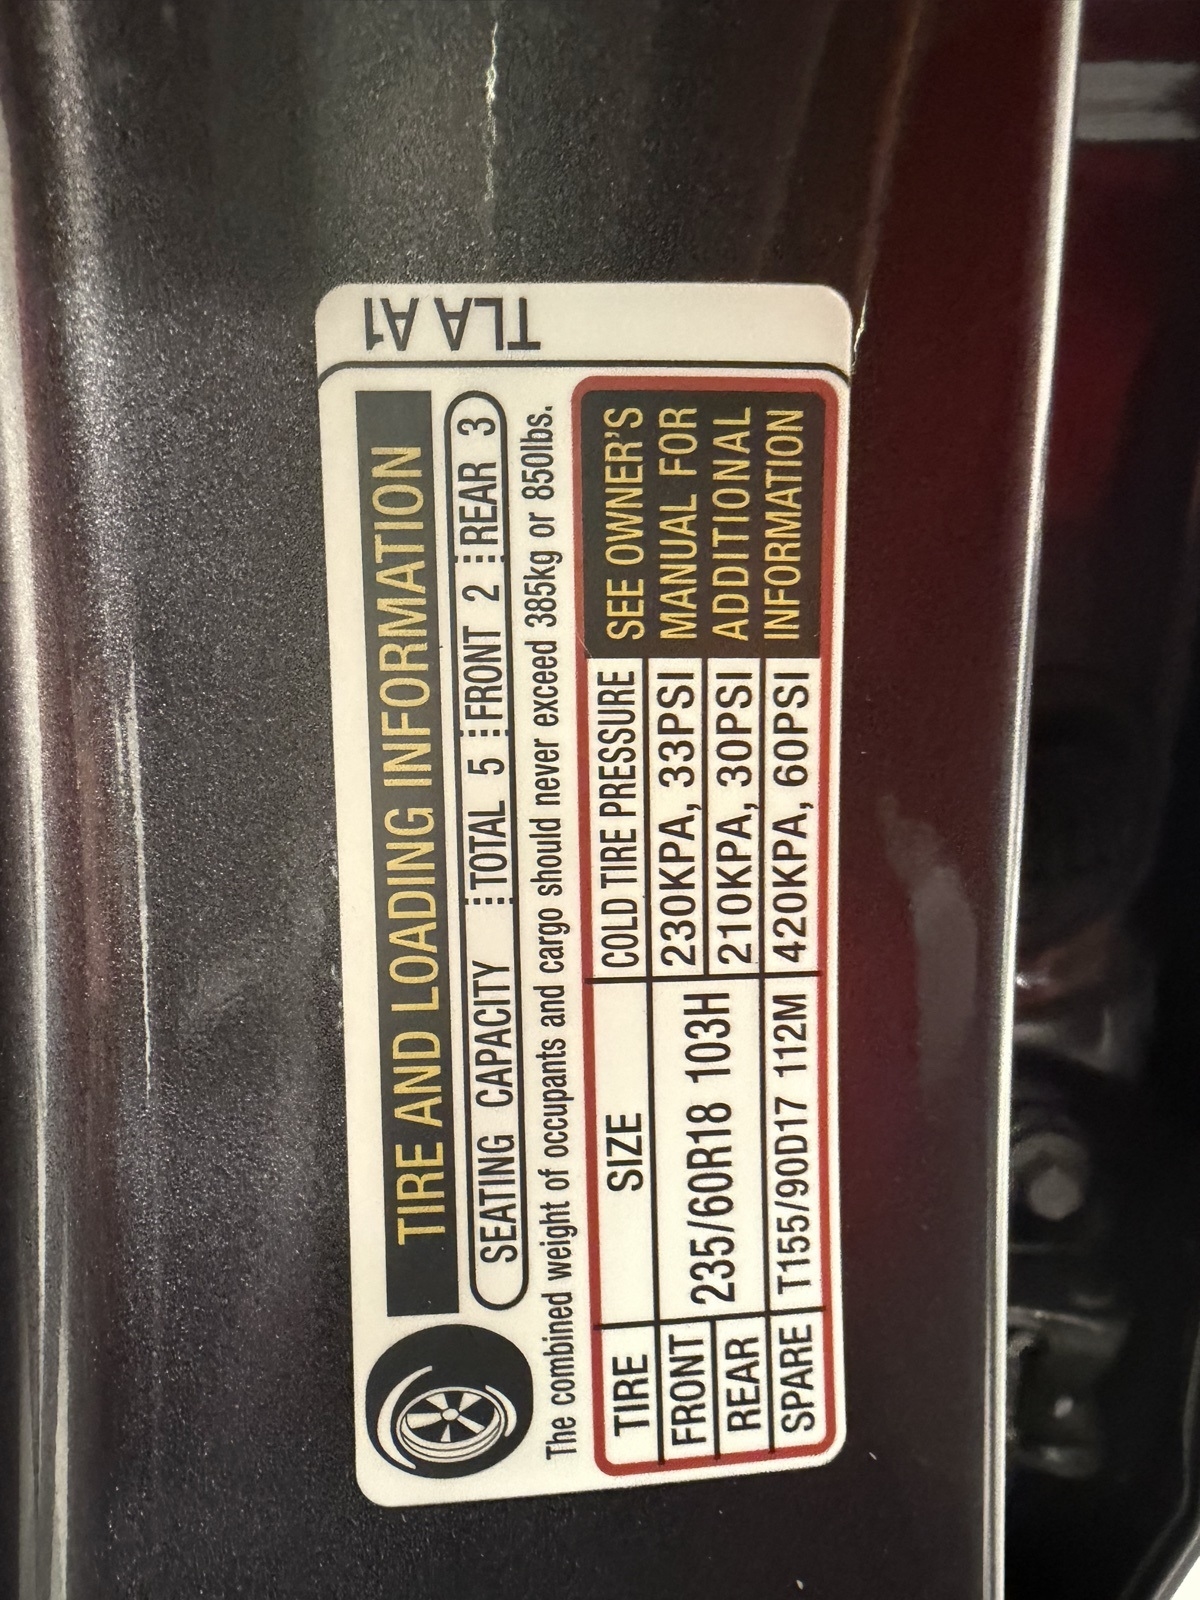 TLA A1
TIRE AND LOADING INFORMATION
SEATING CAPACITY TOTAL 5 FRONT 2 REAR 3
The combined weight of occupants and cargo should never exceed 385kg or 850lbs.
TIRE SIZE COLD TIRE PRESSURE
FRONT 235/60R18 103H 230KPA, 33PSI
REAR 210KPA, 30PSI
SPARE T155/90D17 112M 420KPA, 60PSI
SEE OWNER'S
MANUAL FOR
ADDITIONAL
INFORMATION